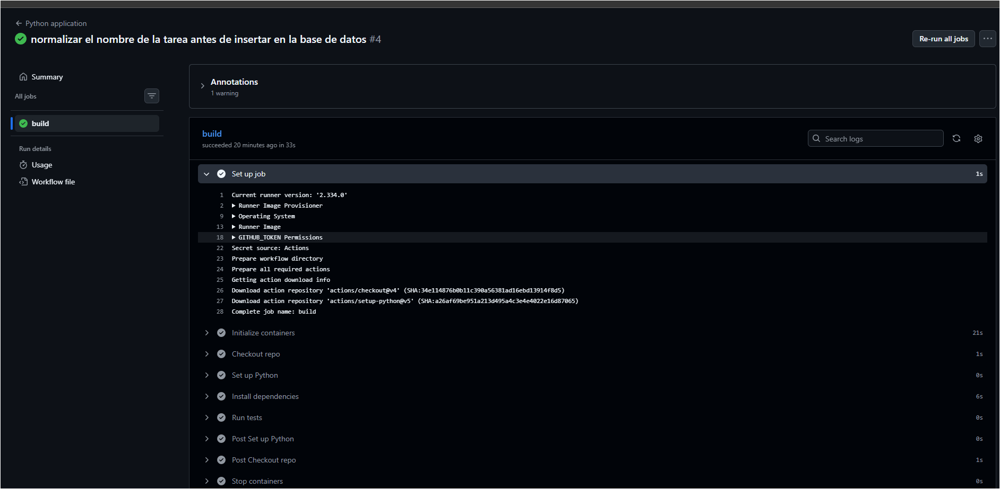 Python application
normalizar el nombre de la tarea antes de insertar en la base de datos #4
Re-run all jobs
Summary
All jobs
build
Run details
Usage
Workflow file
Annotations
1 warning
build
succeeded 20 minutes ago in 33s
Search logs
Set up job 1s
1 Current runner version: '2.334.0'
2 Runner Image Provisioner
9 Operating System
13 Runner Image
18 GITHUB_TOKEN Permissions
22 Secret source: Actions
23 Prepare workflow directory
24 Prepare all required actions
25 Getting action download info
26 Download action repository 'actions/checkout@v4' (SHA:34e114876b0b11c390a56381ad16ebd13914f8d5)
27 Download action repository 'actions/setup-python@v5' (SHA:a26af69be951a213d495a4c3e4e4022e16d87065)
28 Complete job name: build
Initialize containers 21s
Checkout repo 1s
Set up Python 0s
Install dependencies 6s
Run tests 0s
Post Set up Python 0s
Post Checkout repo 1s
Stop containers 0s